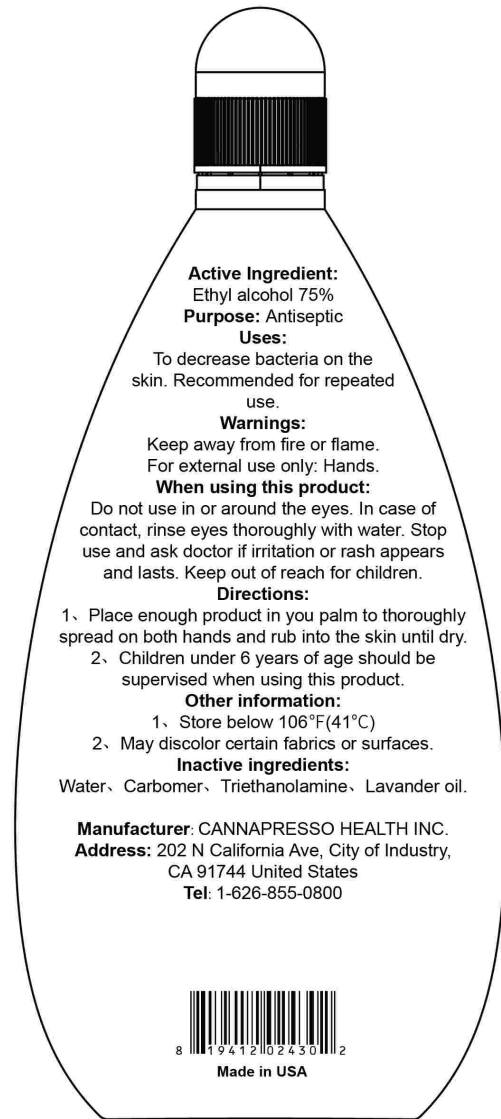 Active Ingredient:
Ethyl alcohol 75%
Purpose: Antiseptic
Uses:
To decrease bacteria on the
skin. Recommended for repeated
use.
Warnings:
Keep away from fire or flame.
For external use only: Hands.
When using this product:
Do not use in or around the eyes. In case of
contact, rinse eyes thoroughly with water. Stop
use and ask doctor if irritation or rash appears
and lasts. Keep out of reach for children.
Directions:
1、Place enough product in you palm to thoroughly
spread on both hands and rub into the skin until dry.
2、Children under 6 years of age should be
supervised when using this product.
Other information:
1、Store below 106°F(41°C)
2、May discolor certain fabrics or surfaces.
Inactive ingredients:
Water、Carbomer、Triethanolamine、Lavander oil.
Manufacturer: CANNAPRESSO HEALTH INC.
Address: 202 N California Ave, City of Industry,
CA 91744 United States
Tel: 1-626-855-0800
8 19412 02430 2
Made in USA